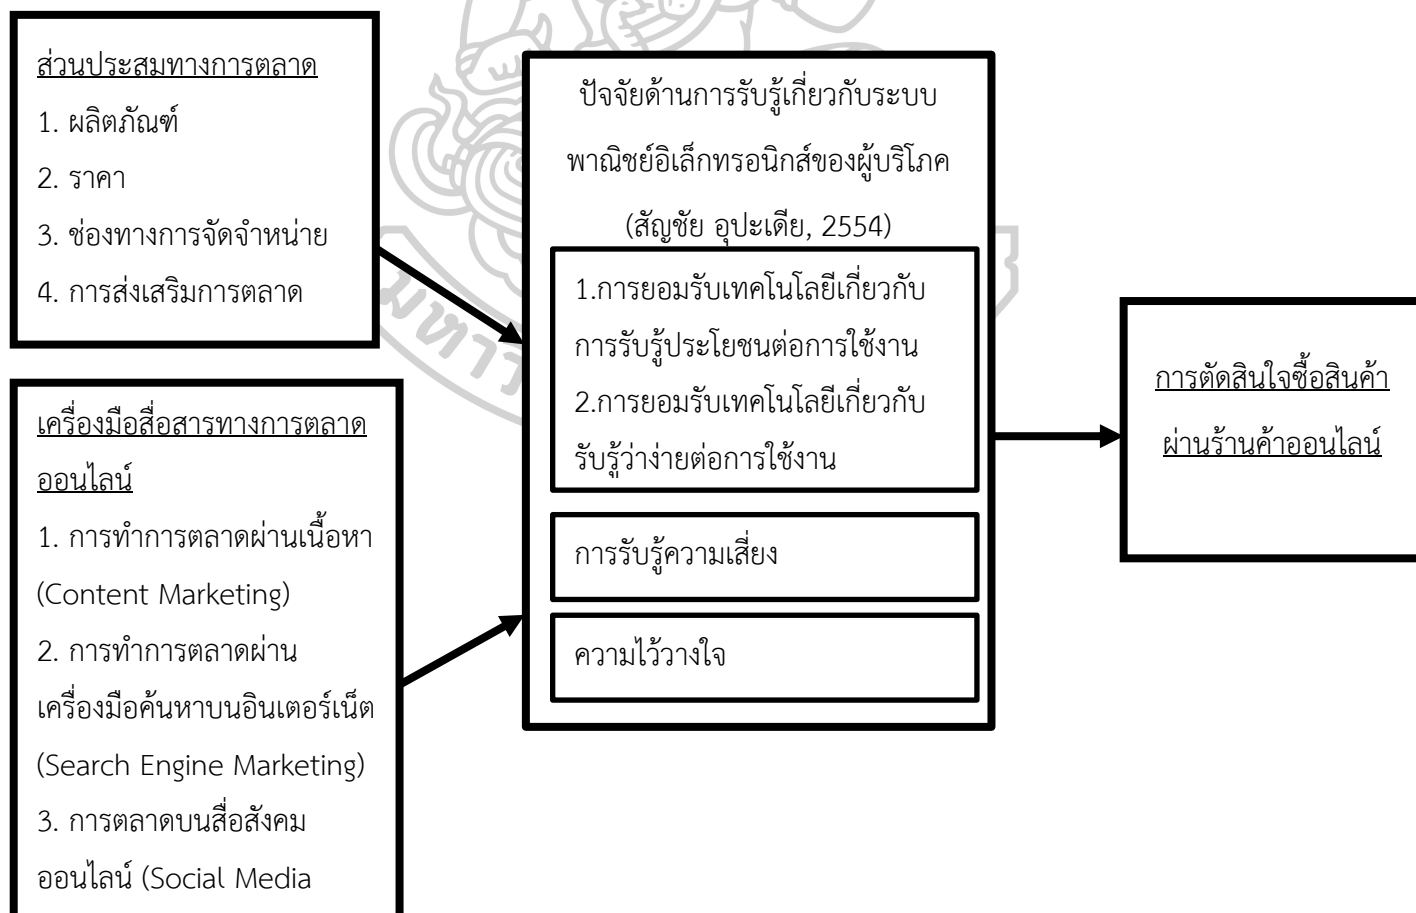 ส่วนประสมทางการตลาด
1. ผลิตภัณฑ์
2. ราคา
3. ช่องทางการจัดจำหน่าย
4. การส่งเสริมการตลาด
เครื่องมือสื่อสารทางการตลาด
ออนไลน์
1. การทำการตลาดผ่านเนื้อหา
(Content Marketing)
2. การทำการตลาดผ่าน
เครื่องมือค้นหาบนอินเตอร์เน็ต
(Search Engine Marketing)
3. การตลาดบนสื่อสังคม
ออนไลน์ (Social Media
ปัจจัยด้านการรับรู้เกี่ยวกับระบบ
พาณิชย์อิเล็กทรอนิกส์ของผู้บริโภค
(สัญชัย อุปะเดีย, 2554)
1.การยอมรับเทคโนโลยีเกี่ยวกับ
การรับรู้ประโยชนต่อการใช้งาน
2.การยอมรับเทคโนโลยีเกี่ยวกับ
รับรู้ว่าง่ายต่อการใช้งาน
การรับรู้ความเสี่ยง
ความไว้วางใจ
การตัดสินใจซื้อสินค้า
ผ่านร้านค้าออนไลน์